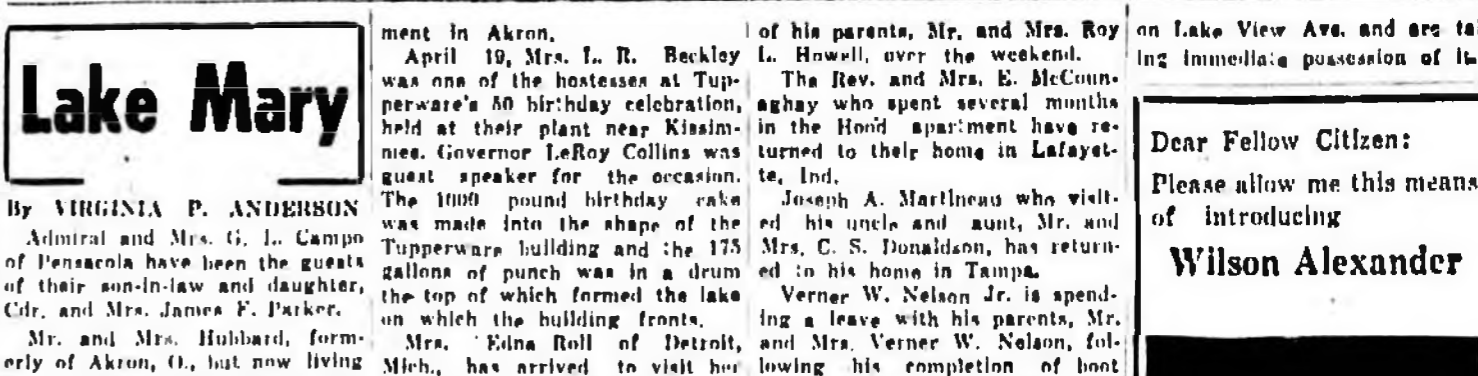 Lake Mary
By VIRGINIA P. ANDERSON
Admiral and Mrs. G. L. Campo
of Pensacola have been the guests
of their son-in-law and daughter,
Cdr. and Mrs. James F. Parker.
Mr. and Mrs. Hubbard, form-
erly of Akron, O., but now living
ment in Akron.
April 19, Mrs. L. R. Beckley
was one of the hostesses at Tup-
perware's 50 birthday celebration,
held at their plant near Kissim-
mee. Governor LeRoy Collins was
guest speaker for the occasion.
The 1000 pound birthday cake
was made into the shape of the
Tupperware building and the 175
gallons of punch was in a drum
the top of which formed the lake
on which the building fronts.
Mrs. Edna Roll of Detroit,
Mich., has arrived to visit her
of his parents, Mr. and Mrs. Roy
L. Howell, over the weekend.
The Rev. and Mrs. E. McCoun-
aghay who spent several months
in the Hood apartment have re-
turned to their home in Lafayet-
te, Ind.
Joseph A. Martineau who visit-
ed his uncle and aunt, Mr. and
Mrs. C. S. Donaldson, has return-
ed to his home in Tampa.
Verner W. Nelson Jr. is spend-
ing a leave with his parents, Mr.
and Mrs. Verner W. Nelson, fol-
lowing his completion of boot
on Lake View Ave. and are tak
ing immediate possession of it.
Dear Fellow Citizen:
Please allow me this means
of introducing
Wilson Alexander